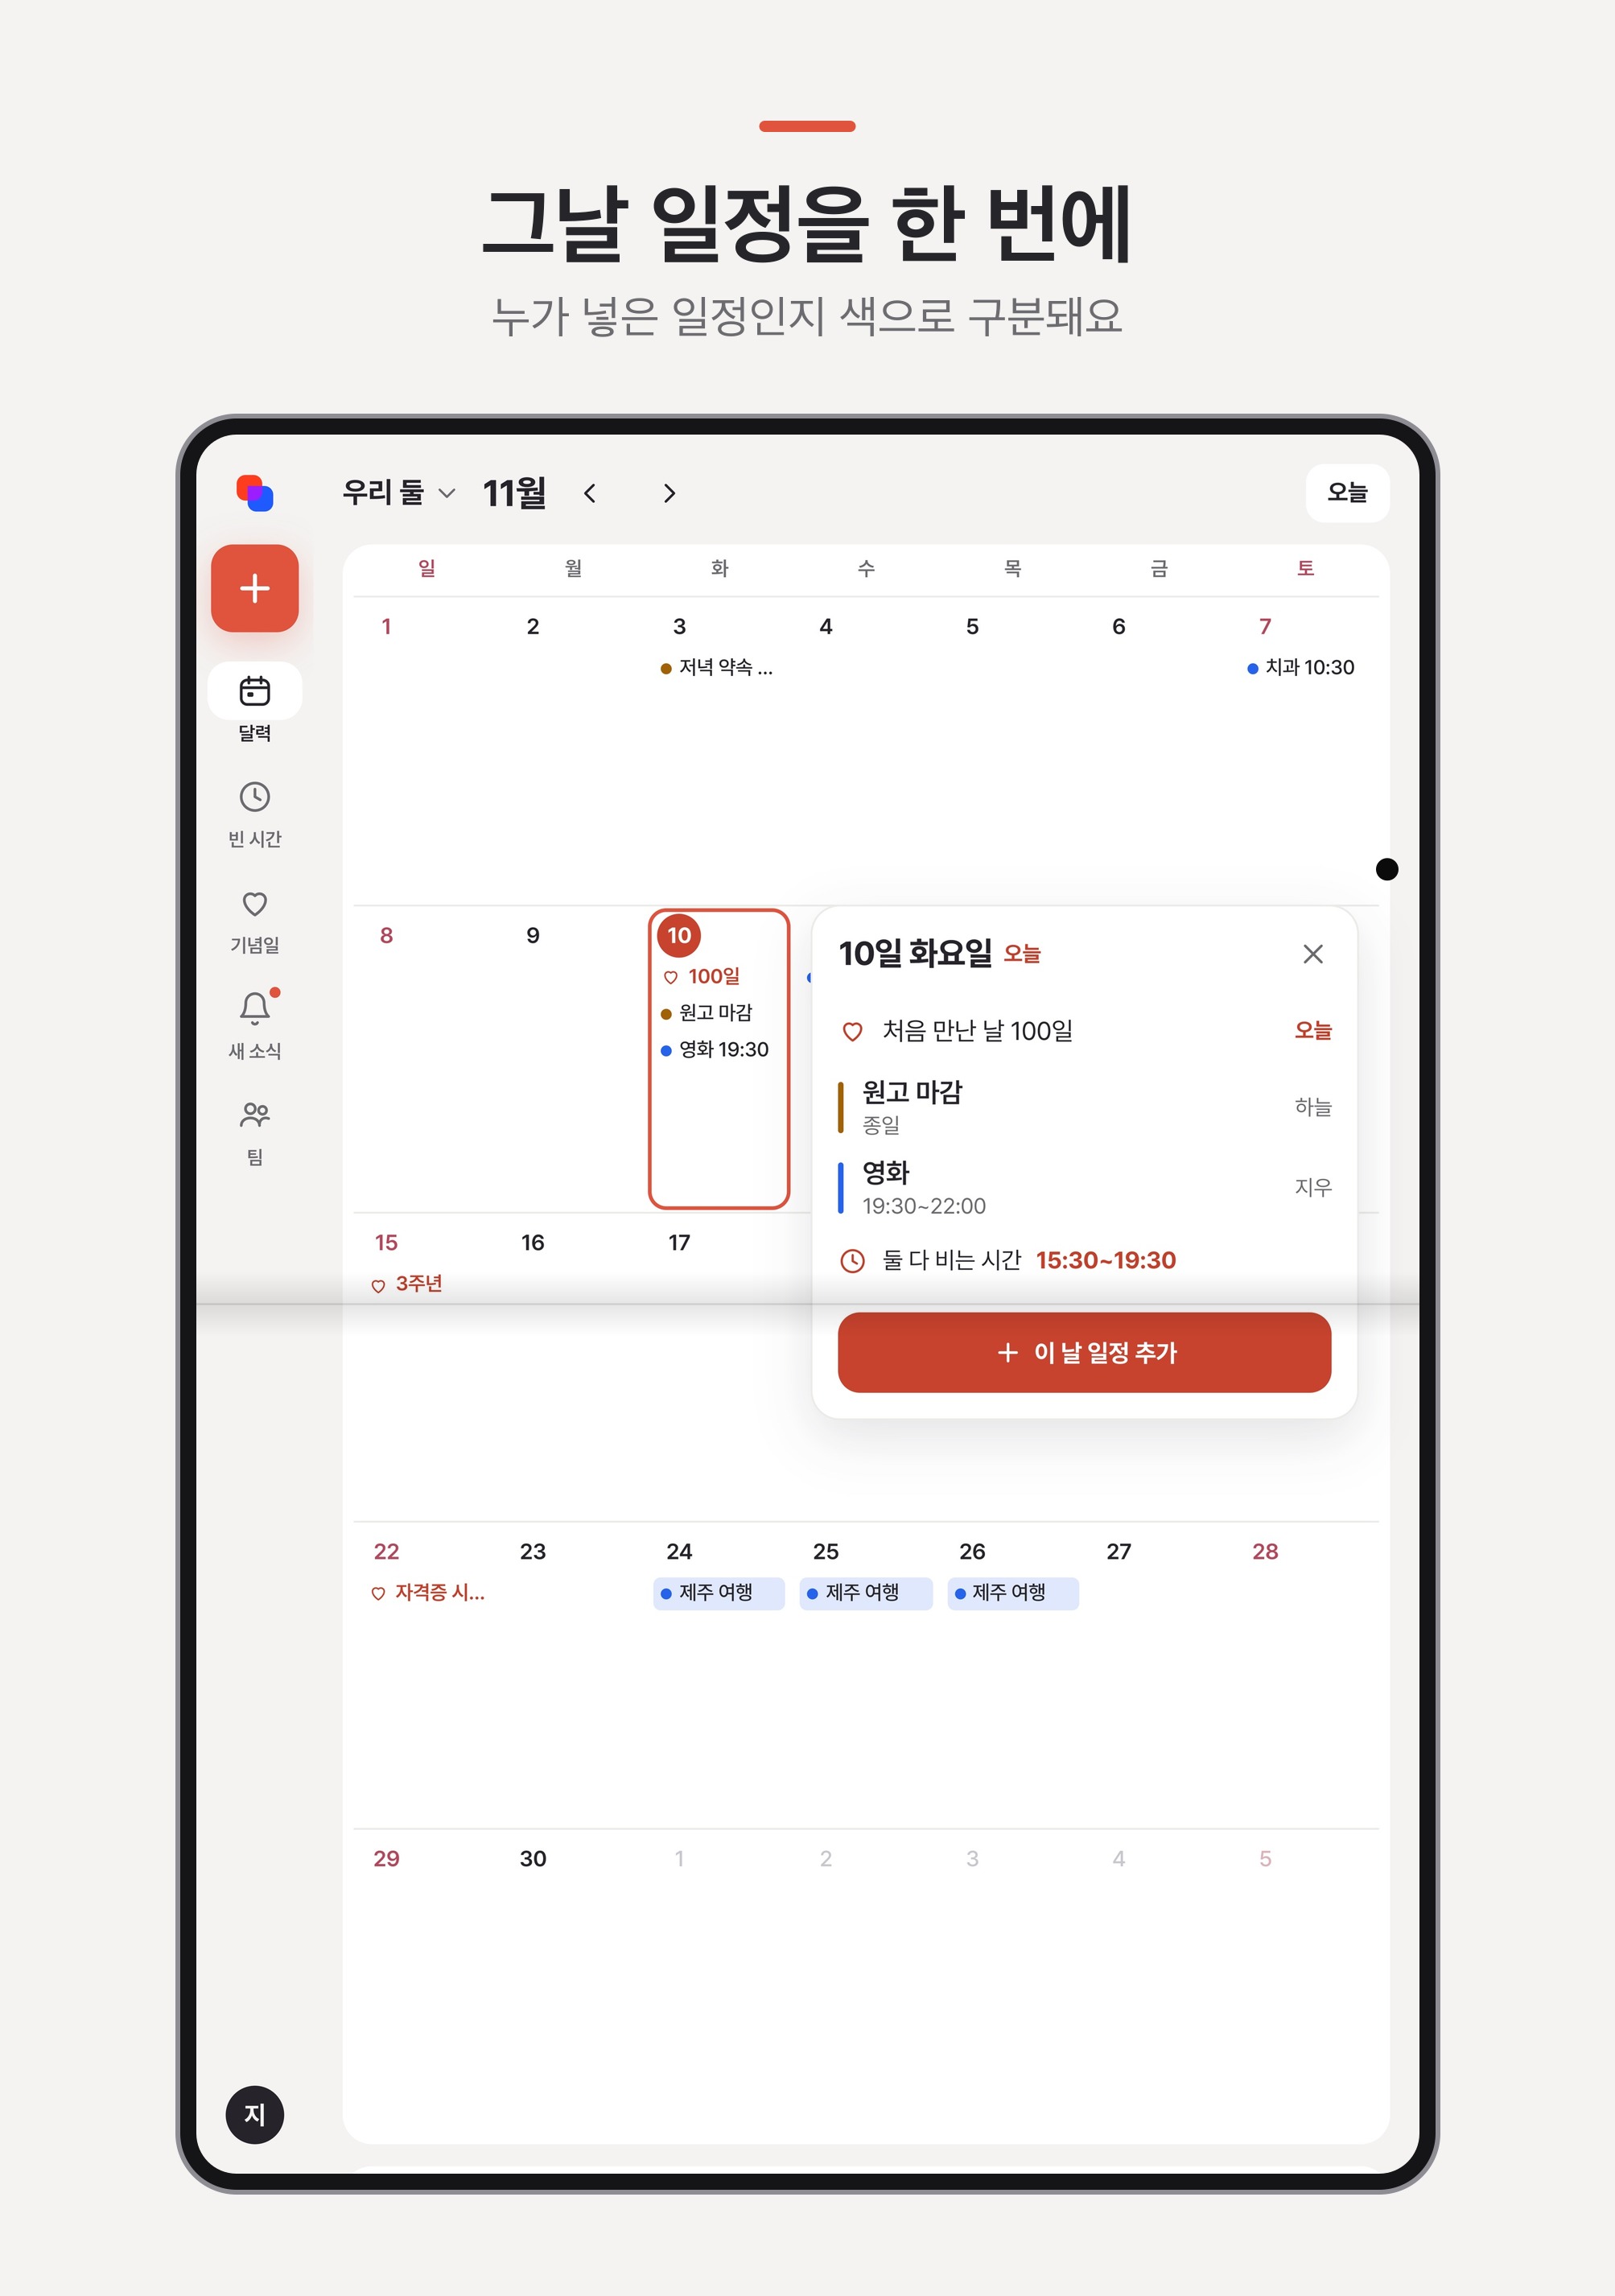 그날 일정을 한 번에
누가 넣은 일정인지 색으로 구분돼요
우리 둘 11월 오늘
달력
빈 시간
기념일
새 소식
팀
지
일 월 화 수 목 금 토
1 2 3 4 5 6 7
저녁 약속 ... 치과 10:30
8 9 10
100일
원고 마감
영화 19:30
10일 화요일 오늘
처음 만난 날 100일 오늘
원고 마감
종일
하늘
영화
19:30~22:00
지우
둘 다 비는 시간 15:30~19:30
이 날 일정 추가
15 16 17
3주년
22 23 24 25 26 27 28
자격증 시... 제주 여행 제주 여행 제주 여행
29 30 1 2 3 4 5